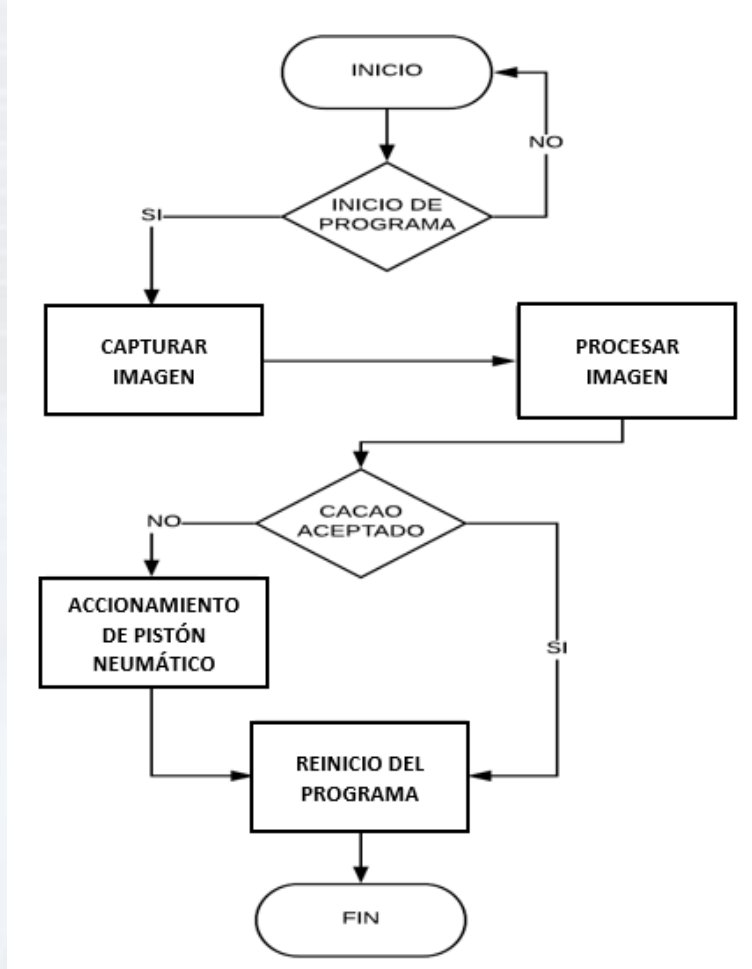 INICIO
NO
INICIO DE
PROGRAMA
SI
CAPTURAR
IMAGEN
PROCESAR
IMAGEN
CACAO
ACEPTADO
NO
ACCIONAMIENTO
DE PISTÓN
NEUMÁTICO
SI
REINICIO DEL
PROGRAMA
FIN